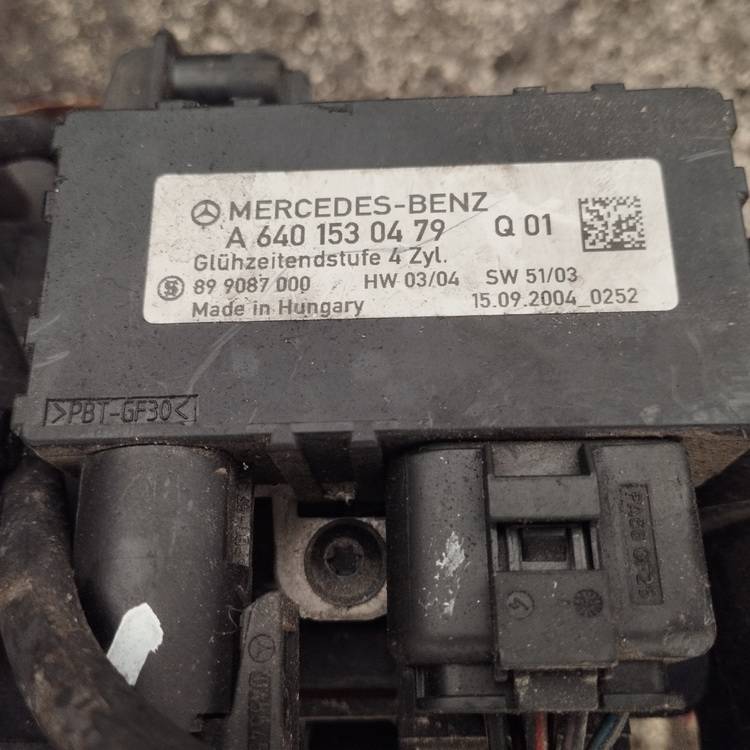 MERCEDES-BENZ
A 640 153 04 79 Q 01
Glühzeitendstufe 4 Zyl.
89 9087 000 HW 03/04 SW 51/03
Made in Hungary 15.09.2004_0252
>PBT-GF30<